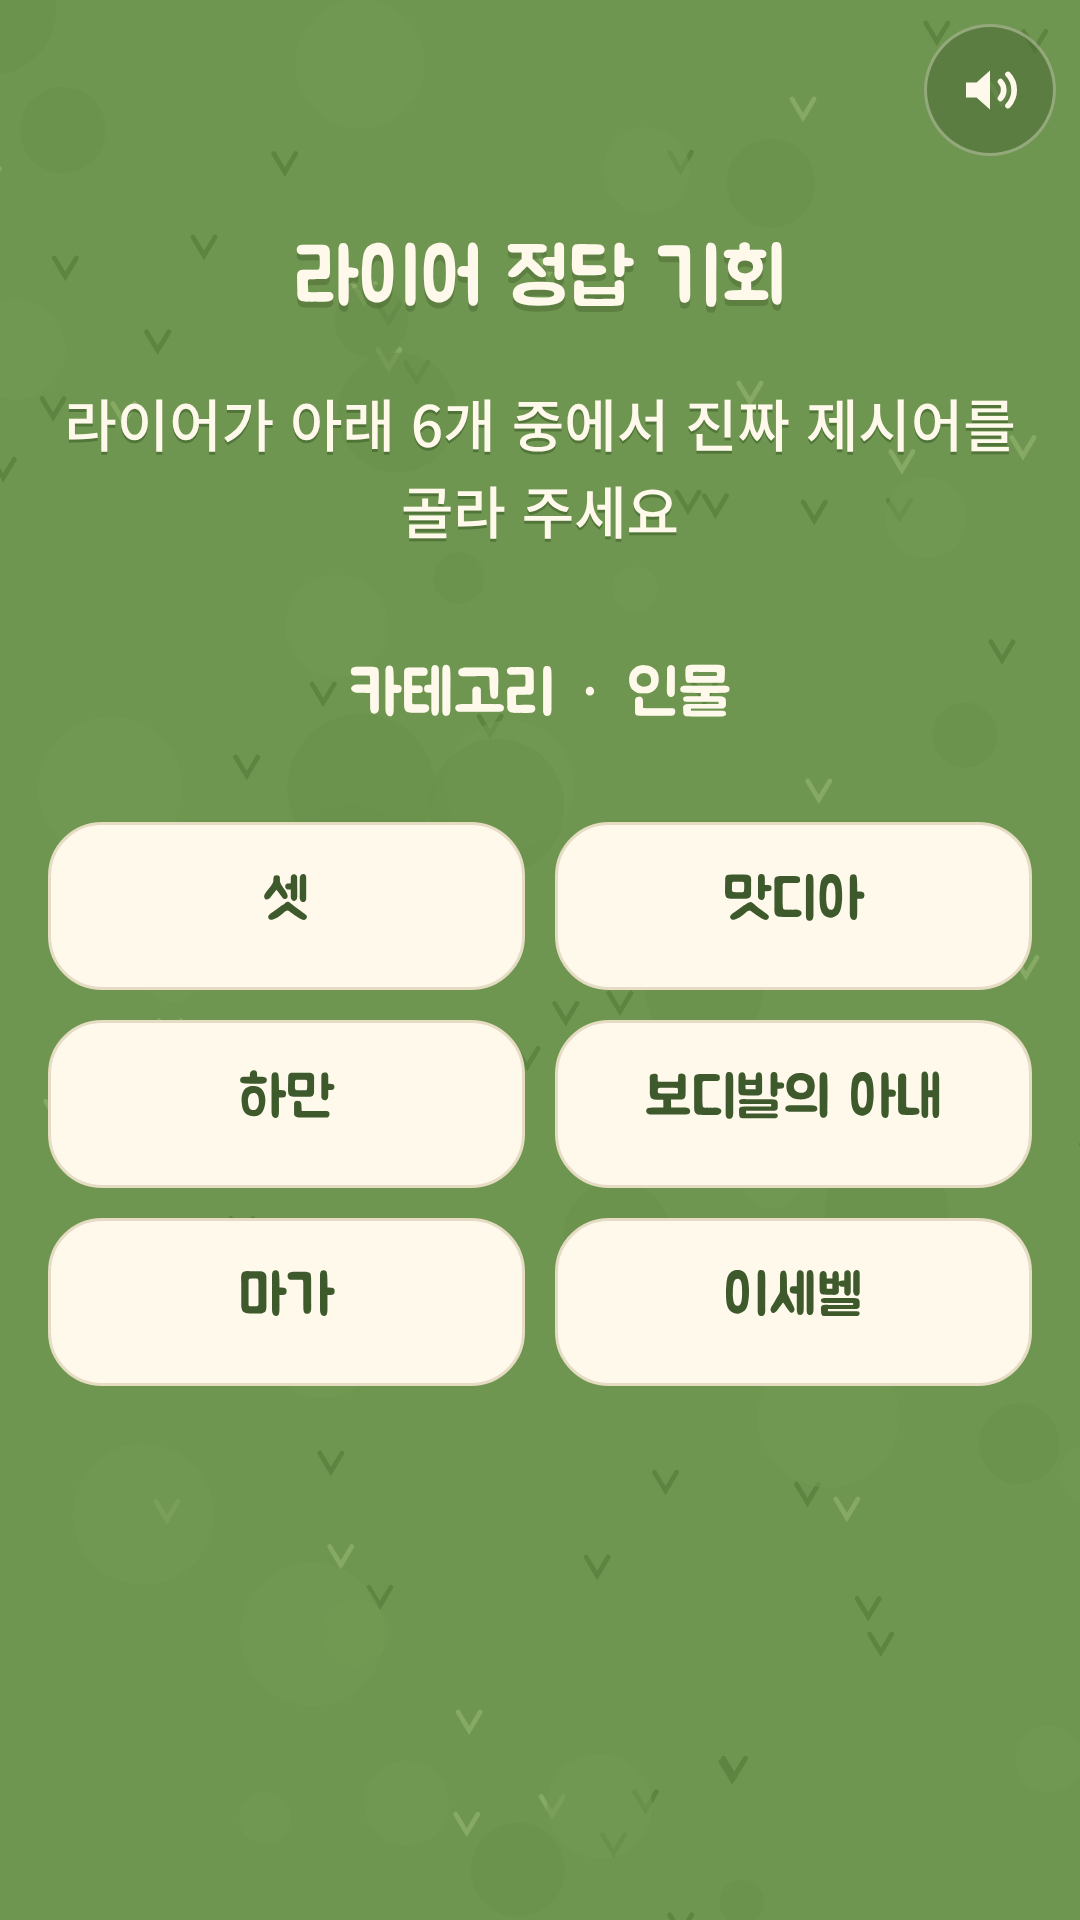 라이어 정답 기회
라이어가 아래 6개 중에서 진짜 제시어를
골라 주세요
카테고리 · 인물
셋
맛디아
하만
보디발의 아내
마가
이세벨